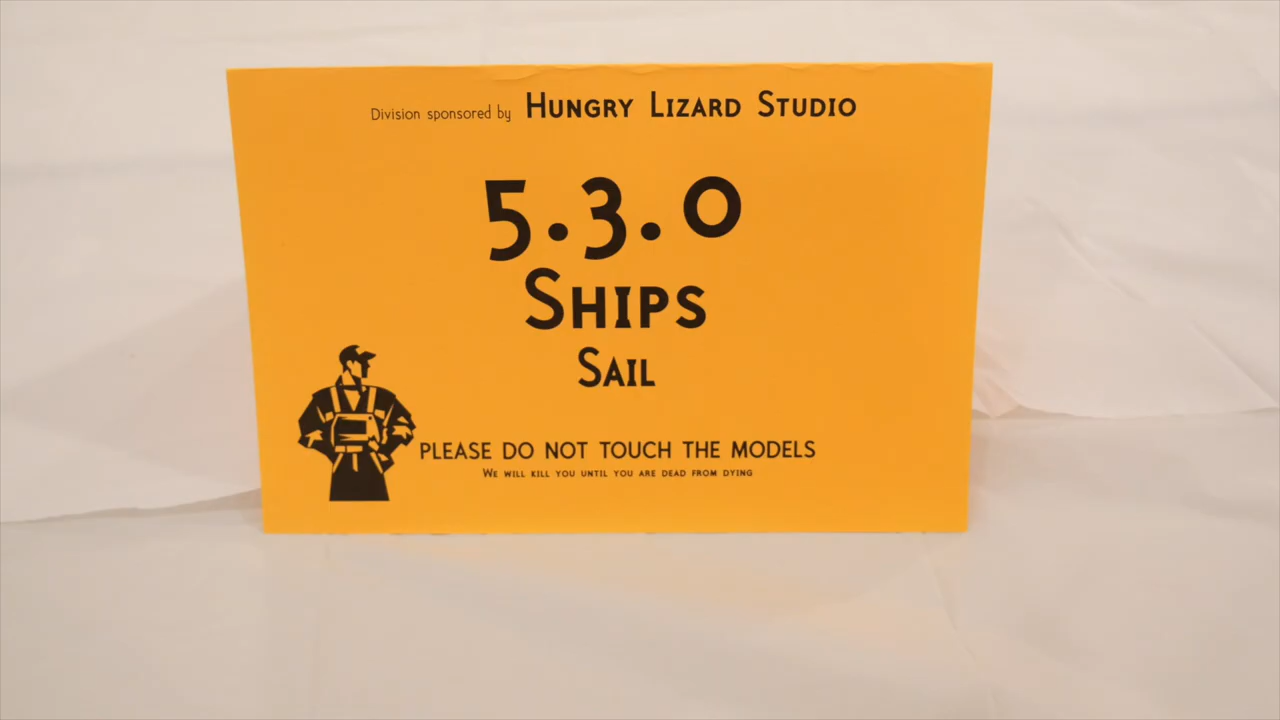 Division sponsored by Hungry Lizard Studio
5.3.0
Ships
Sail
PLEASE DO NOT TOUCH THE MODELS
We will kill you until you are dead from dying